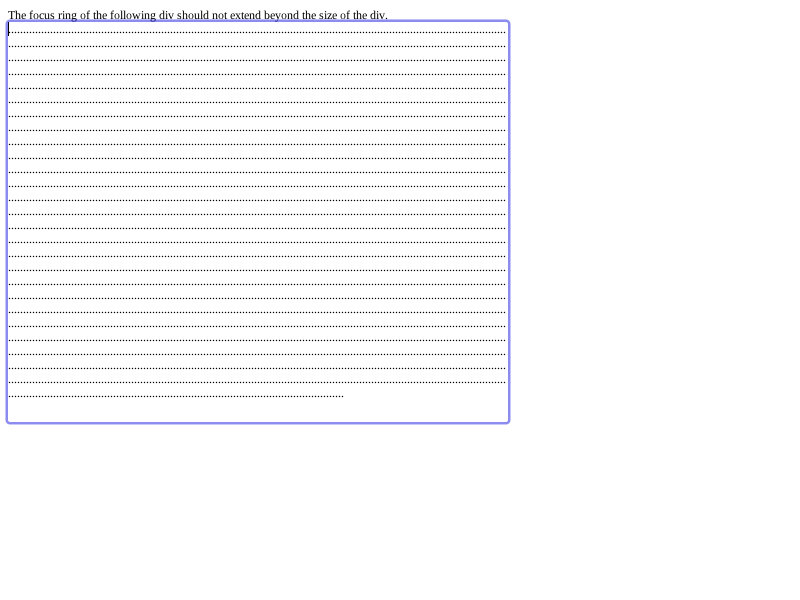 The focus ring of the following div should not extend beyond the size of the div.